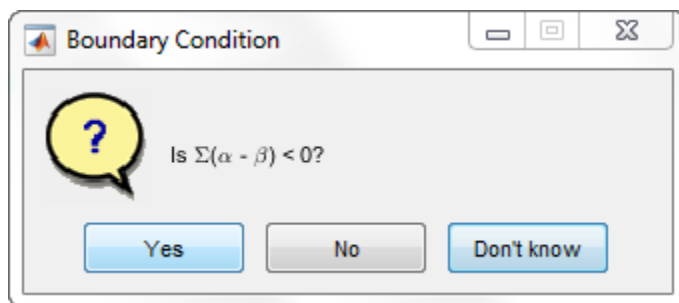 Boundary Condition
?
Is Σ(α - β) < 0?
Yes No Don't know